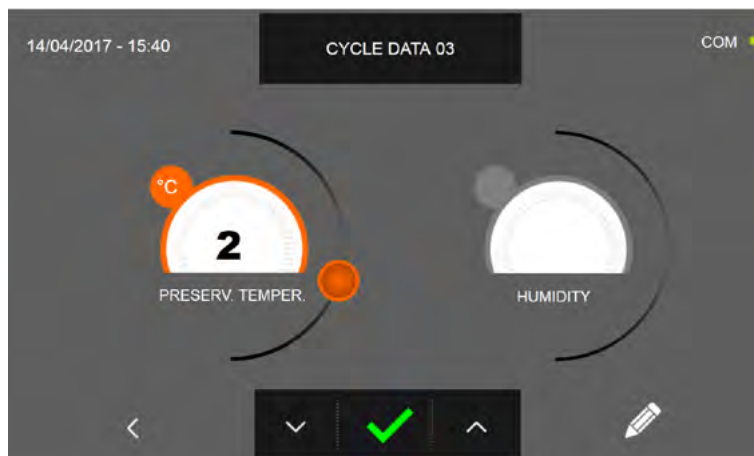 14/04/2017 - 15:40
CYCLE DATA 03
COM
°C
2
PRESERV. TEMPER.
HUMIDITY